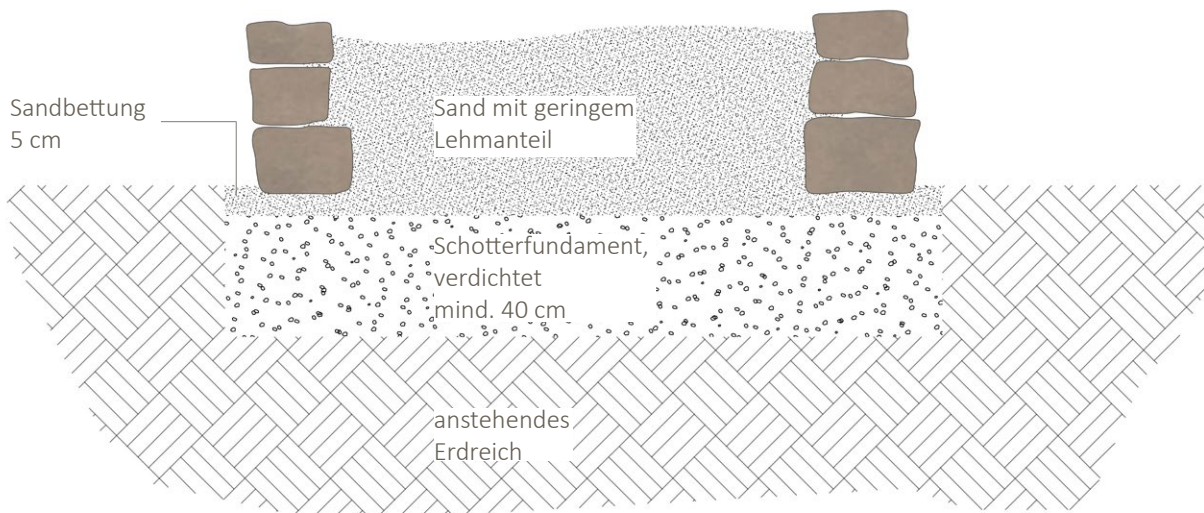 Sandbettung
5 cm
Sand mit geringem
Lehmanteil
Schotterfundament,
verdichtet
mind. 40 cm
anstehendes
Erdreich